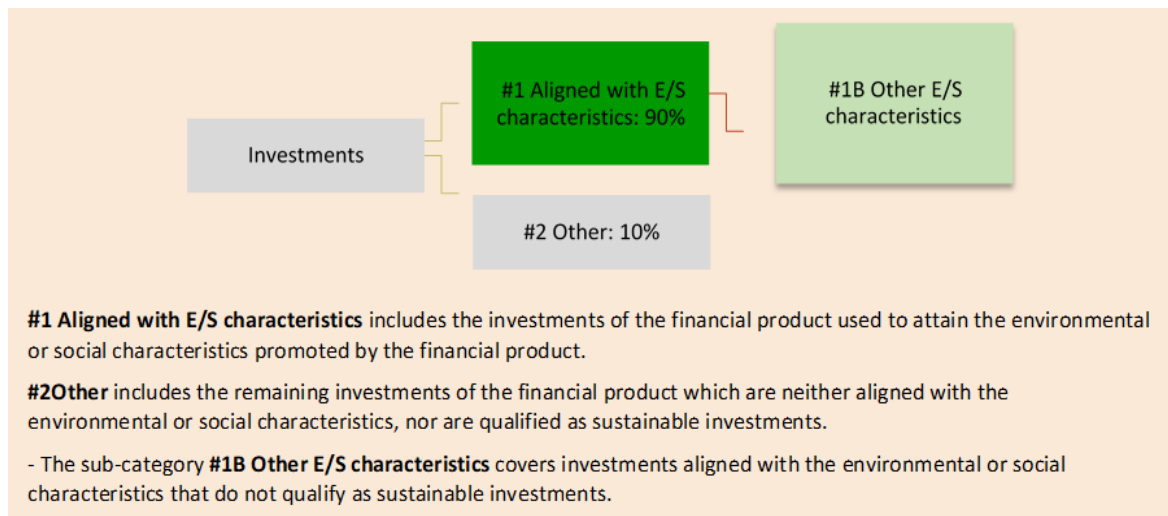 #1 Aligned with E/S
characteristics: 90%
#1B Other E/S
characteristics
Investments
#2 Other: 10%
#1 Aligned with E/S characteristics includes the investments of the financial product used to attain the environmental
or social characteristics promoted by the financial product.
#2Other includes the remaining investments of the financial product which are neither aligned with the
environmental or social characteristics, nor are qualified as sustainable investments.
- The sub-category #1B Other E/S characteristics covers investments aligned with the environmental or social
characteristics that do not qualify as sustainable investments.